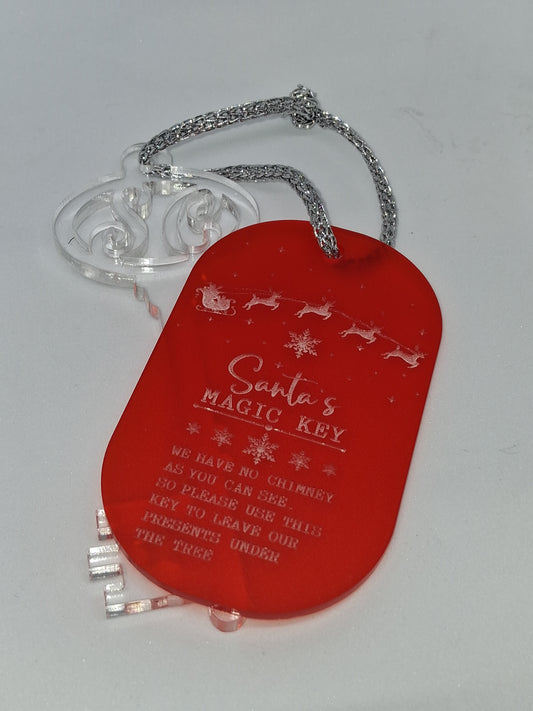 Santa's
MAGIC KEY
WE HAVE NO CHIMNEY
AS YOU CAN SEE.
SO PLEASE USE THIS
KEY TO LEAVE OUR
PRESENTS UNDER
THE TREE